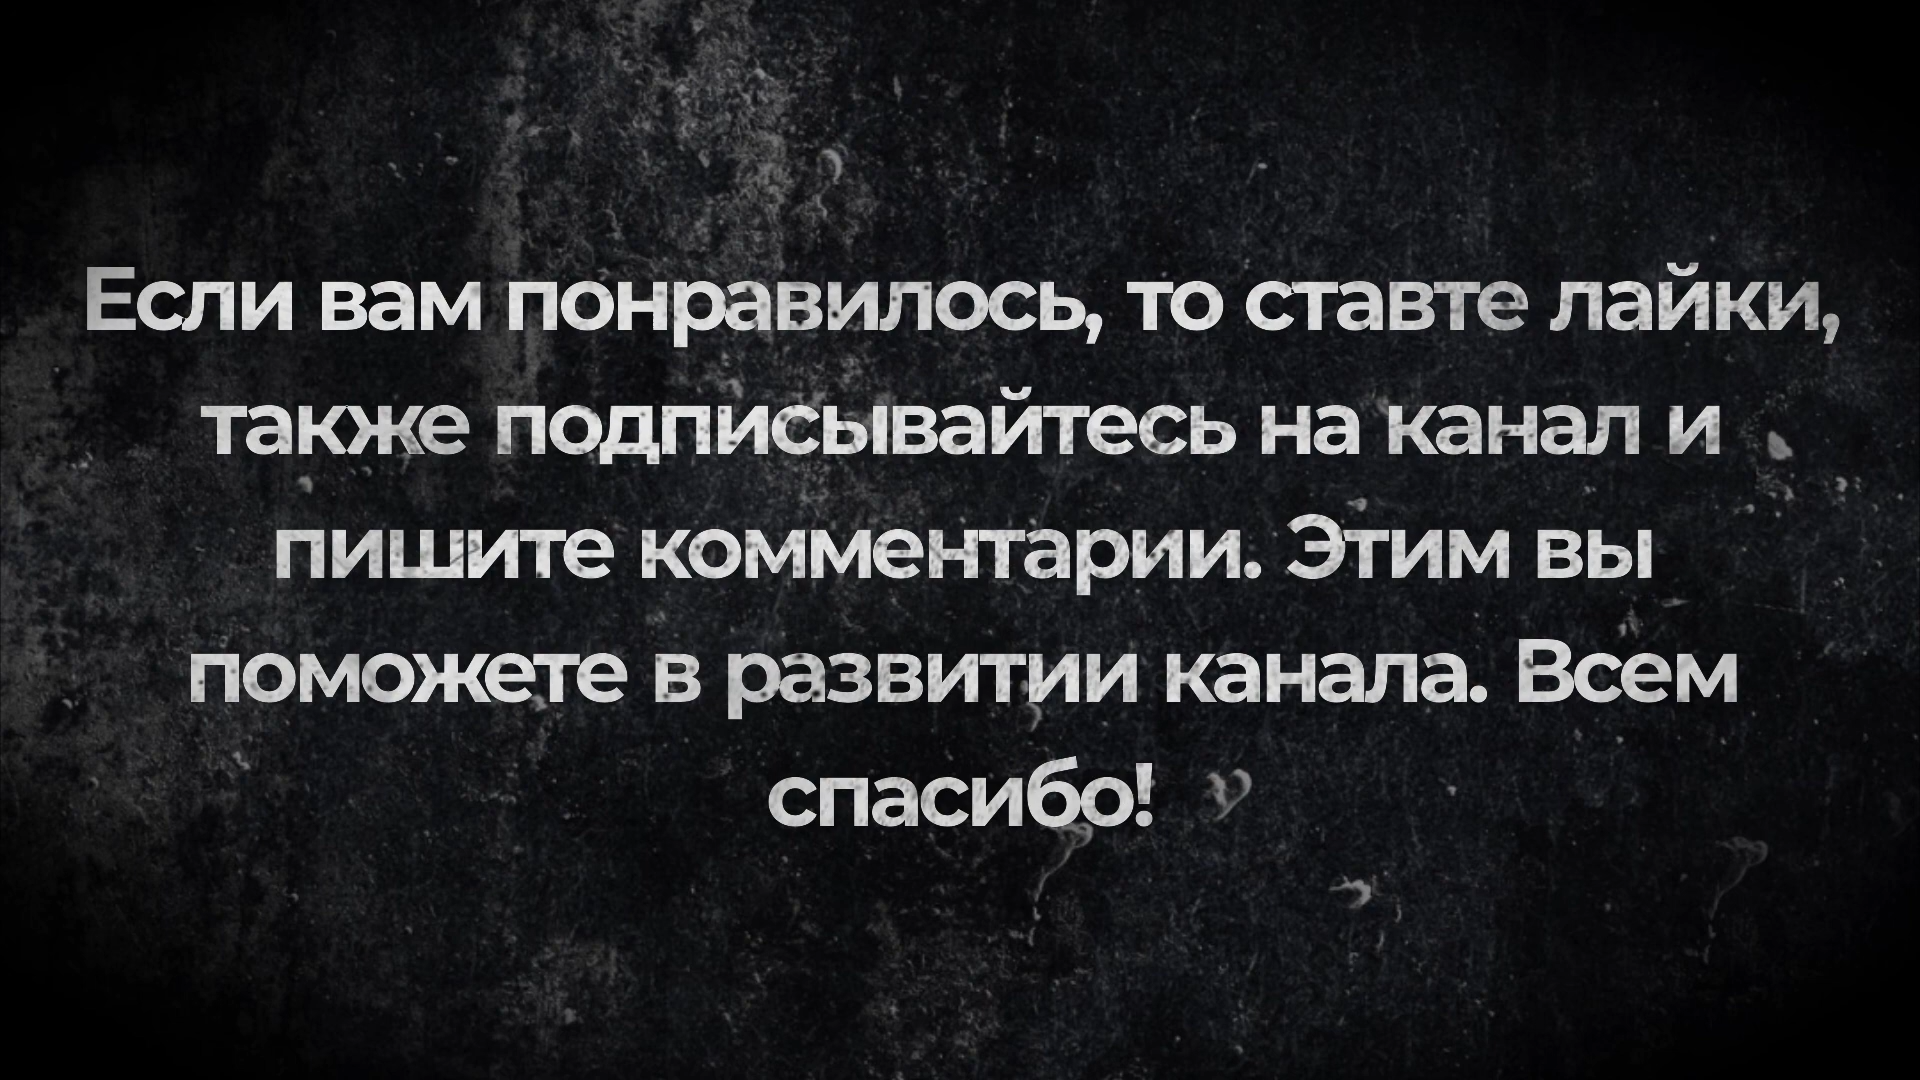 Если вам понравилось, то ставте лайки,
также подписывайтесь на канал и
пишите комментарии. Этим вы
поможете в развитии канала. Всем
спасибо!